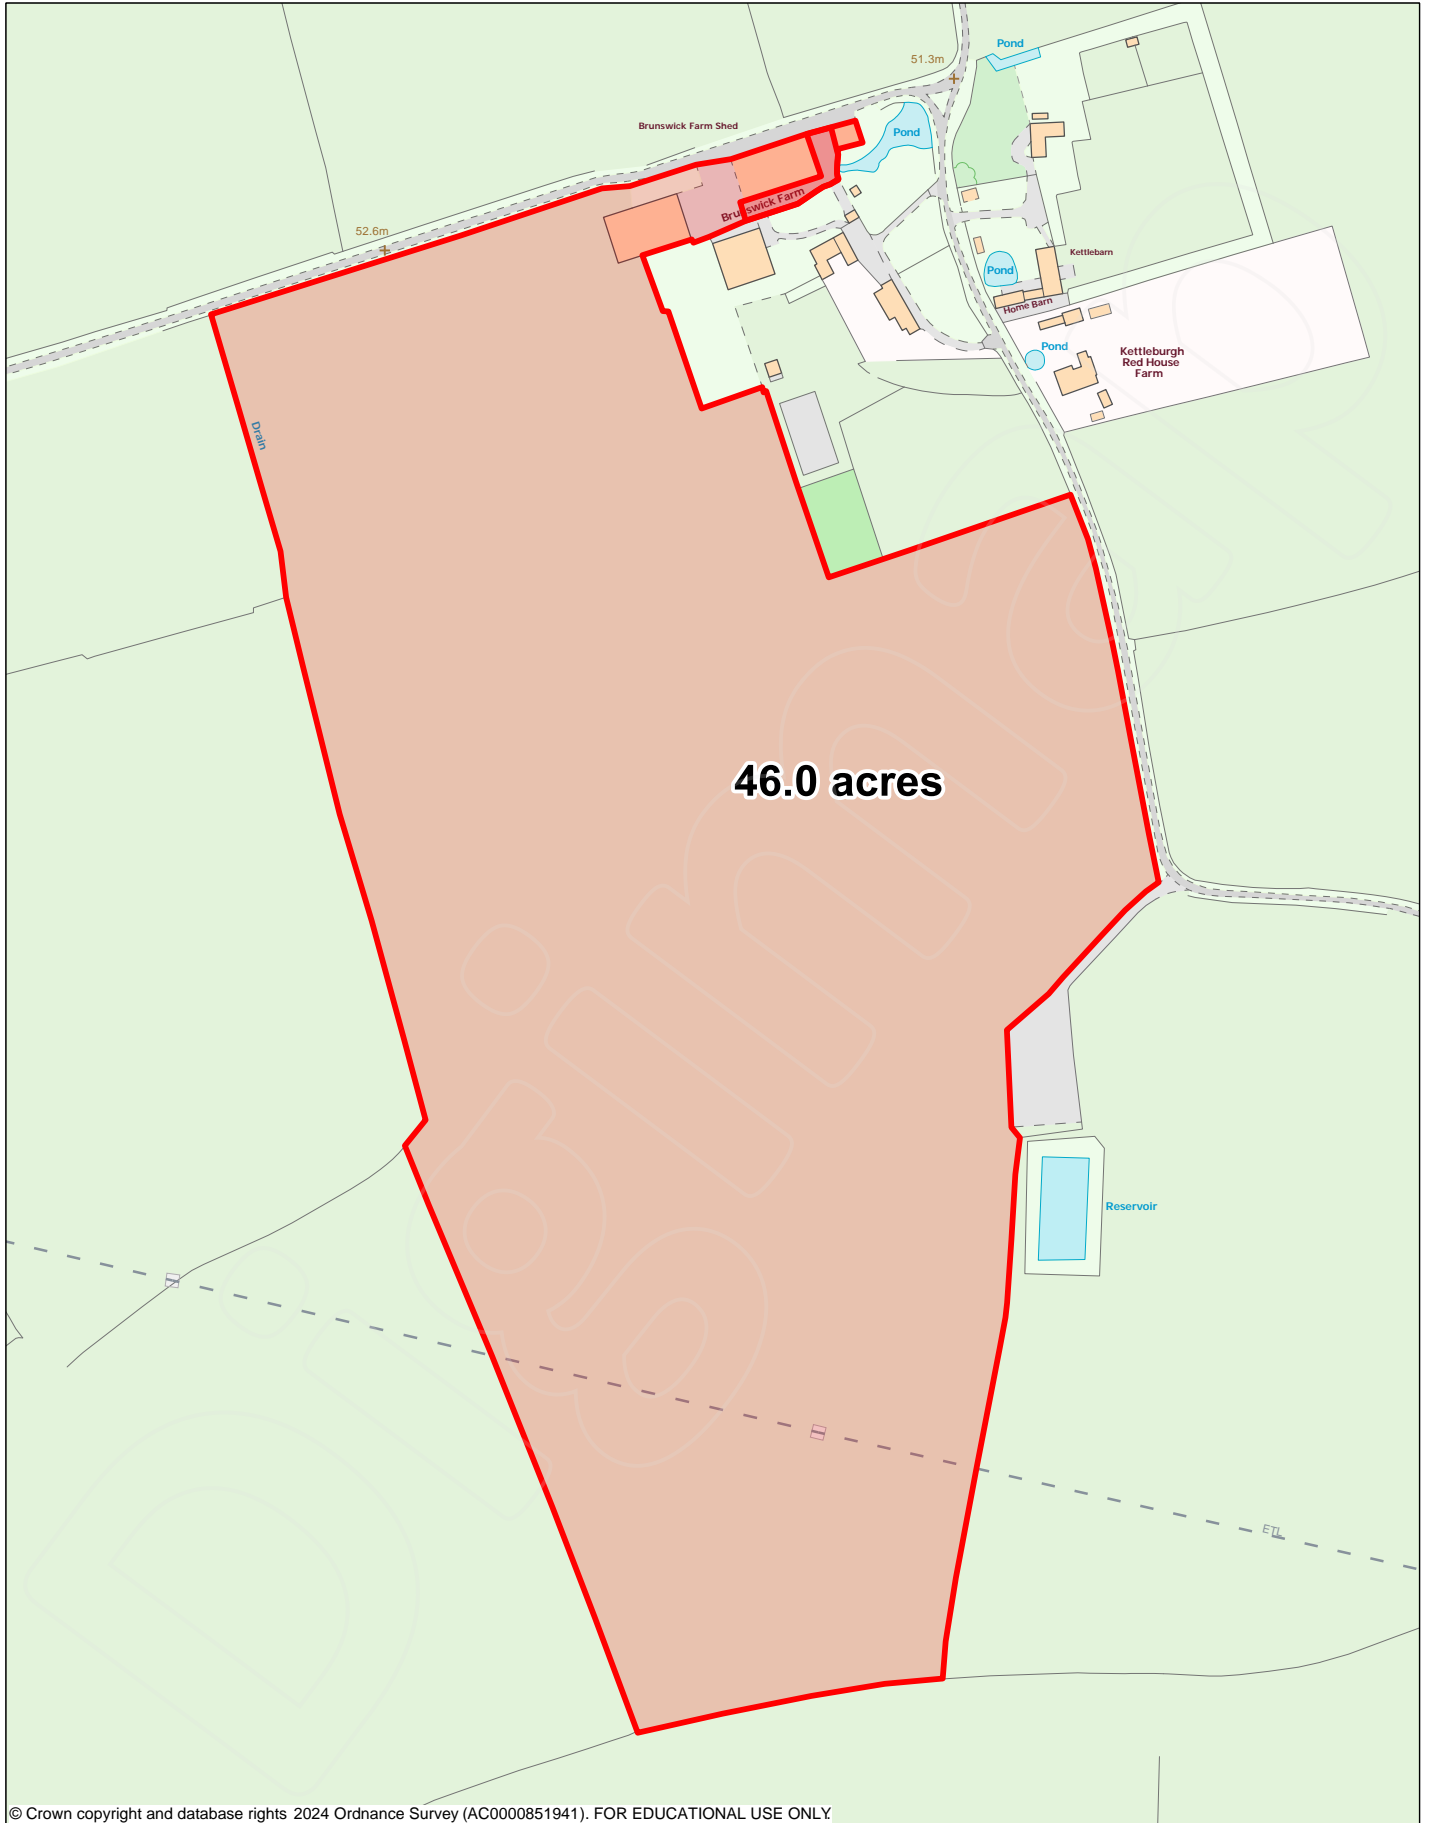 Pond
51.3m
Brunswick Farm Shed
Pond
Brunswick Farm
52.6m
Kettlebarn
Pond
Home Barn
Pond
Kettleburgh
Red House
Farm
Drain
46.0 acres
Reservoir
ETL
© Crown copyright and database rights 2024 Ordnance Survey (AC0000851941). FOR EDUCATIONAL USE ONLY.